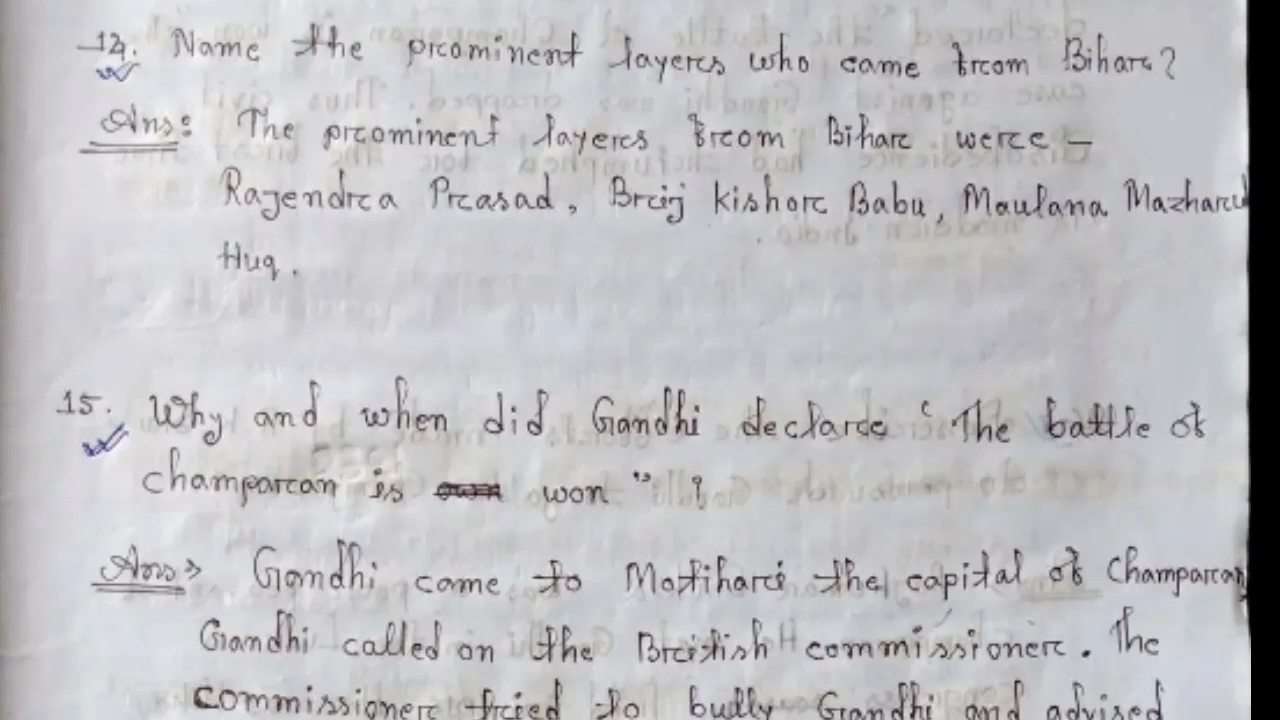 14. Name the prominent layers who came from Bihar?
Ans: The prominent layers from Bihar were –
Rajendra Prasad, Brij kishor Babu, Maulana Mazharul
Huq.
15. Why and when did Gandhi declare "The battle of
champaran is won"?
Ans→ Gandhi came to Motihari the capital of Champaran
Gandhi called on the British commissioner. The
commissioner tried to bully Gandhi and advised